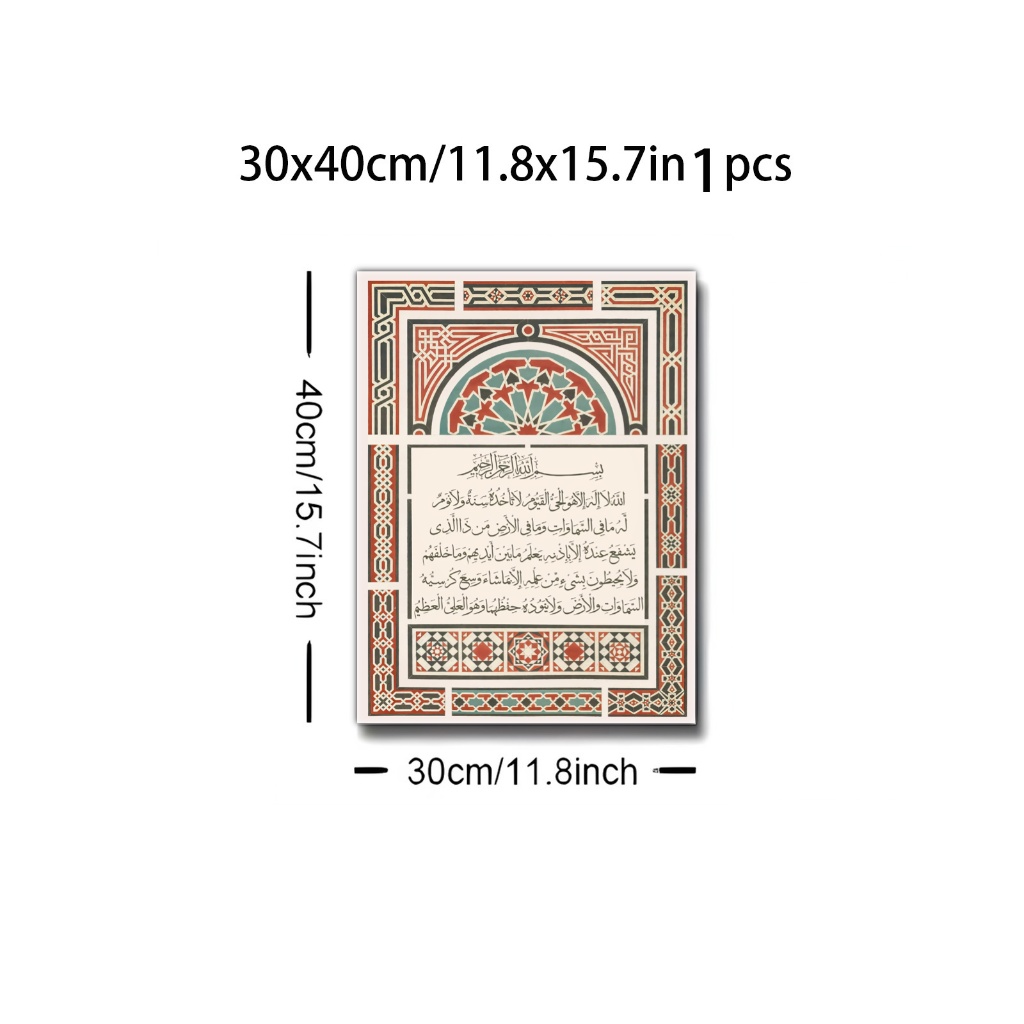 30x40cm/11.8x15.7in 1 pcs
40cm/15.7inch
بسم الله الرحمن الرحيم
الله لا إله إلا هو الحي القيوم لا تأخذه سنة ولا نوم
له ما في السماوات وما في الأرض من ذا الذي
يشفع عنده إلا بإذنه يعلم ما بين أيديهم وما خلفهم
ولا يحيطون بشيء من علمه إلا بما شاء وسع كرسيه
السماوات والأرض ولا يئوده حفظهما وهو العلي العظيم
30cm/11.8inch